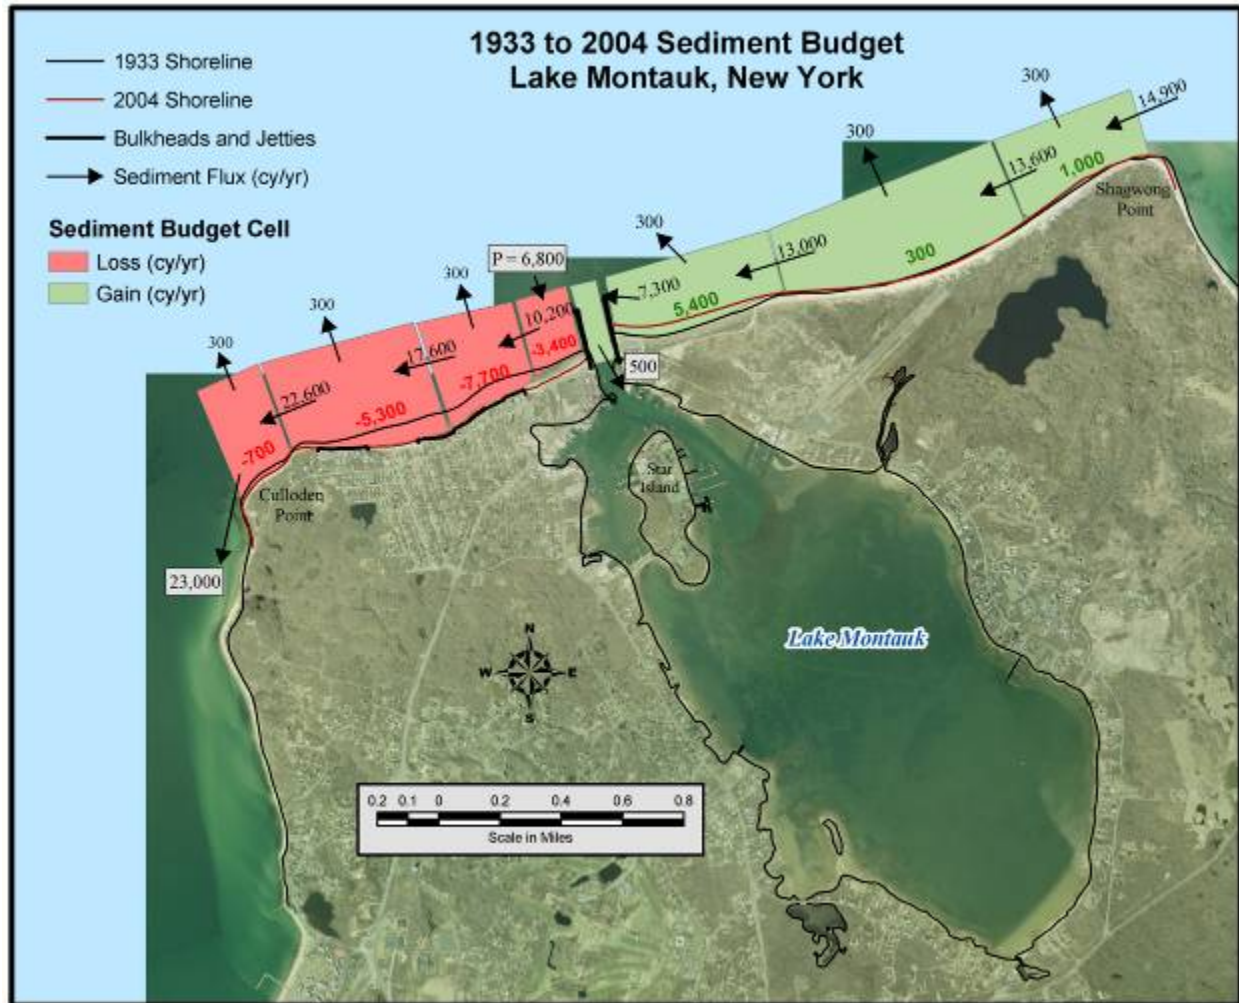 1933 to 2004 Sediment Budget
Lake Montauk, New York
1933 Shoreline
2004 Shoreline
Bulkheads and Jetties
Sediment Flux (cy/yr)
Sediment Budget Cell
Loss (cy/yr)
Gain (cy/yr)
300
14,900
300
13,600
1,000
Shagwong
Point
300
13,000
300
P = 6,800
7,300
5,400
300
10,200
-3,400
500
300
17,600
-7,700
300
22,600
-5,300
-700
Culloden
Point
23,000
Star
Island
Lake Montauk
N
W
E
S
0.2 0.1 0 0.2 0.4 0.6 0.8
Scale in Miles